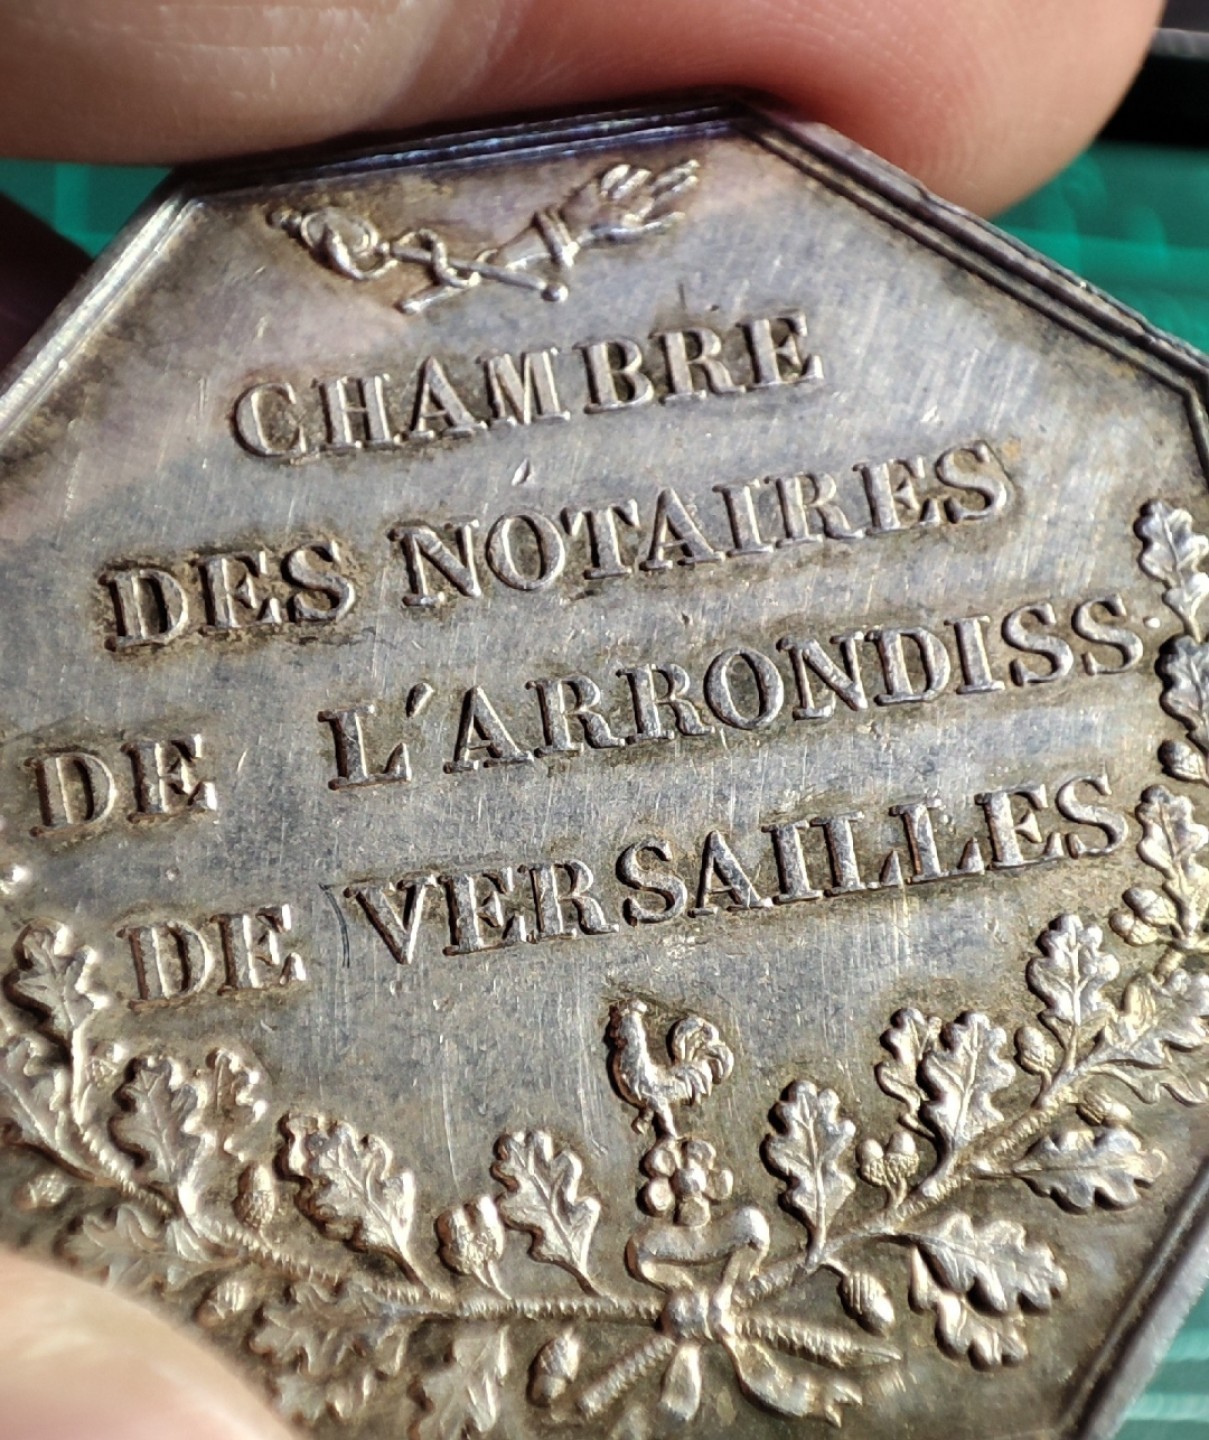 CHAMBRE
DES NOTAIRES
DE L'ARRONDISS.
DE VERSAILLES